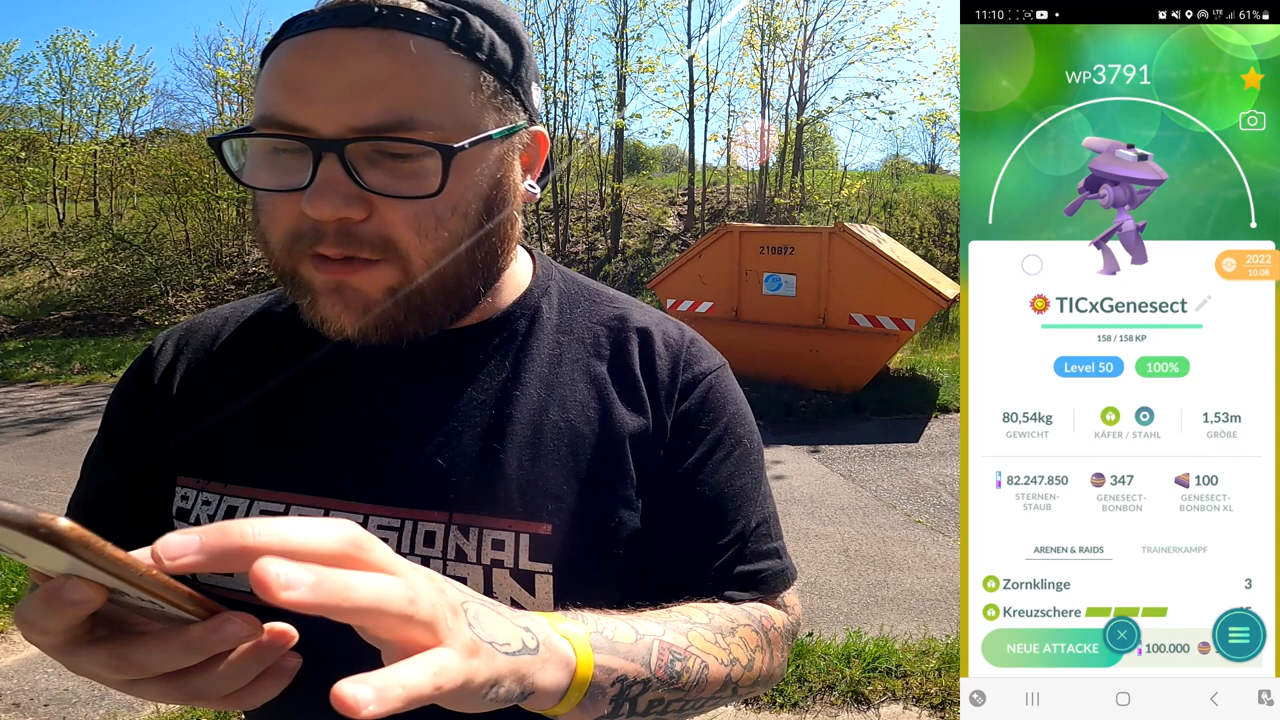 210872
PROFESSIONAL
11:10
LTE
61%
WP3791
2022
10.08
TICxGenesect
158 / 158 KP
Level 50
100%
80,54kg
GEWICHT
KÄFER / STAHL
1,53m
GRÖßE
82.247.850
STERNEN-
STAUB
347
GENESECT-
BONBON
100
GENESECT-
BONBON XL
ARENEN & RAIDS
TRAINERKAMPF
Zornklinge
3
Kreuzschere
NEUE ATTACKE
100.000